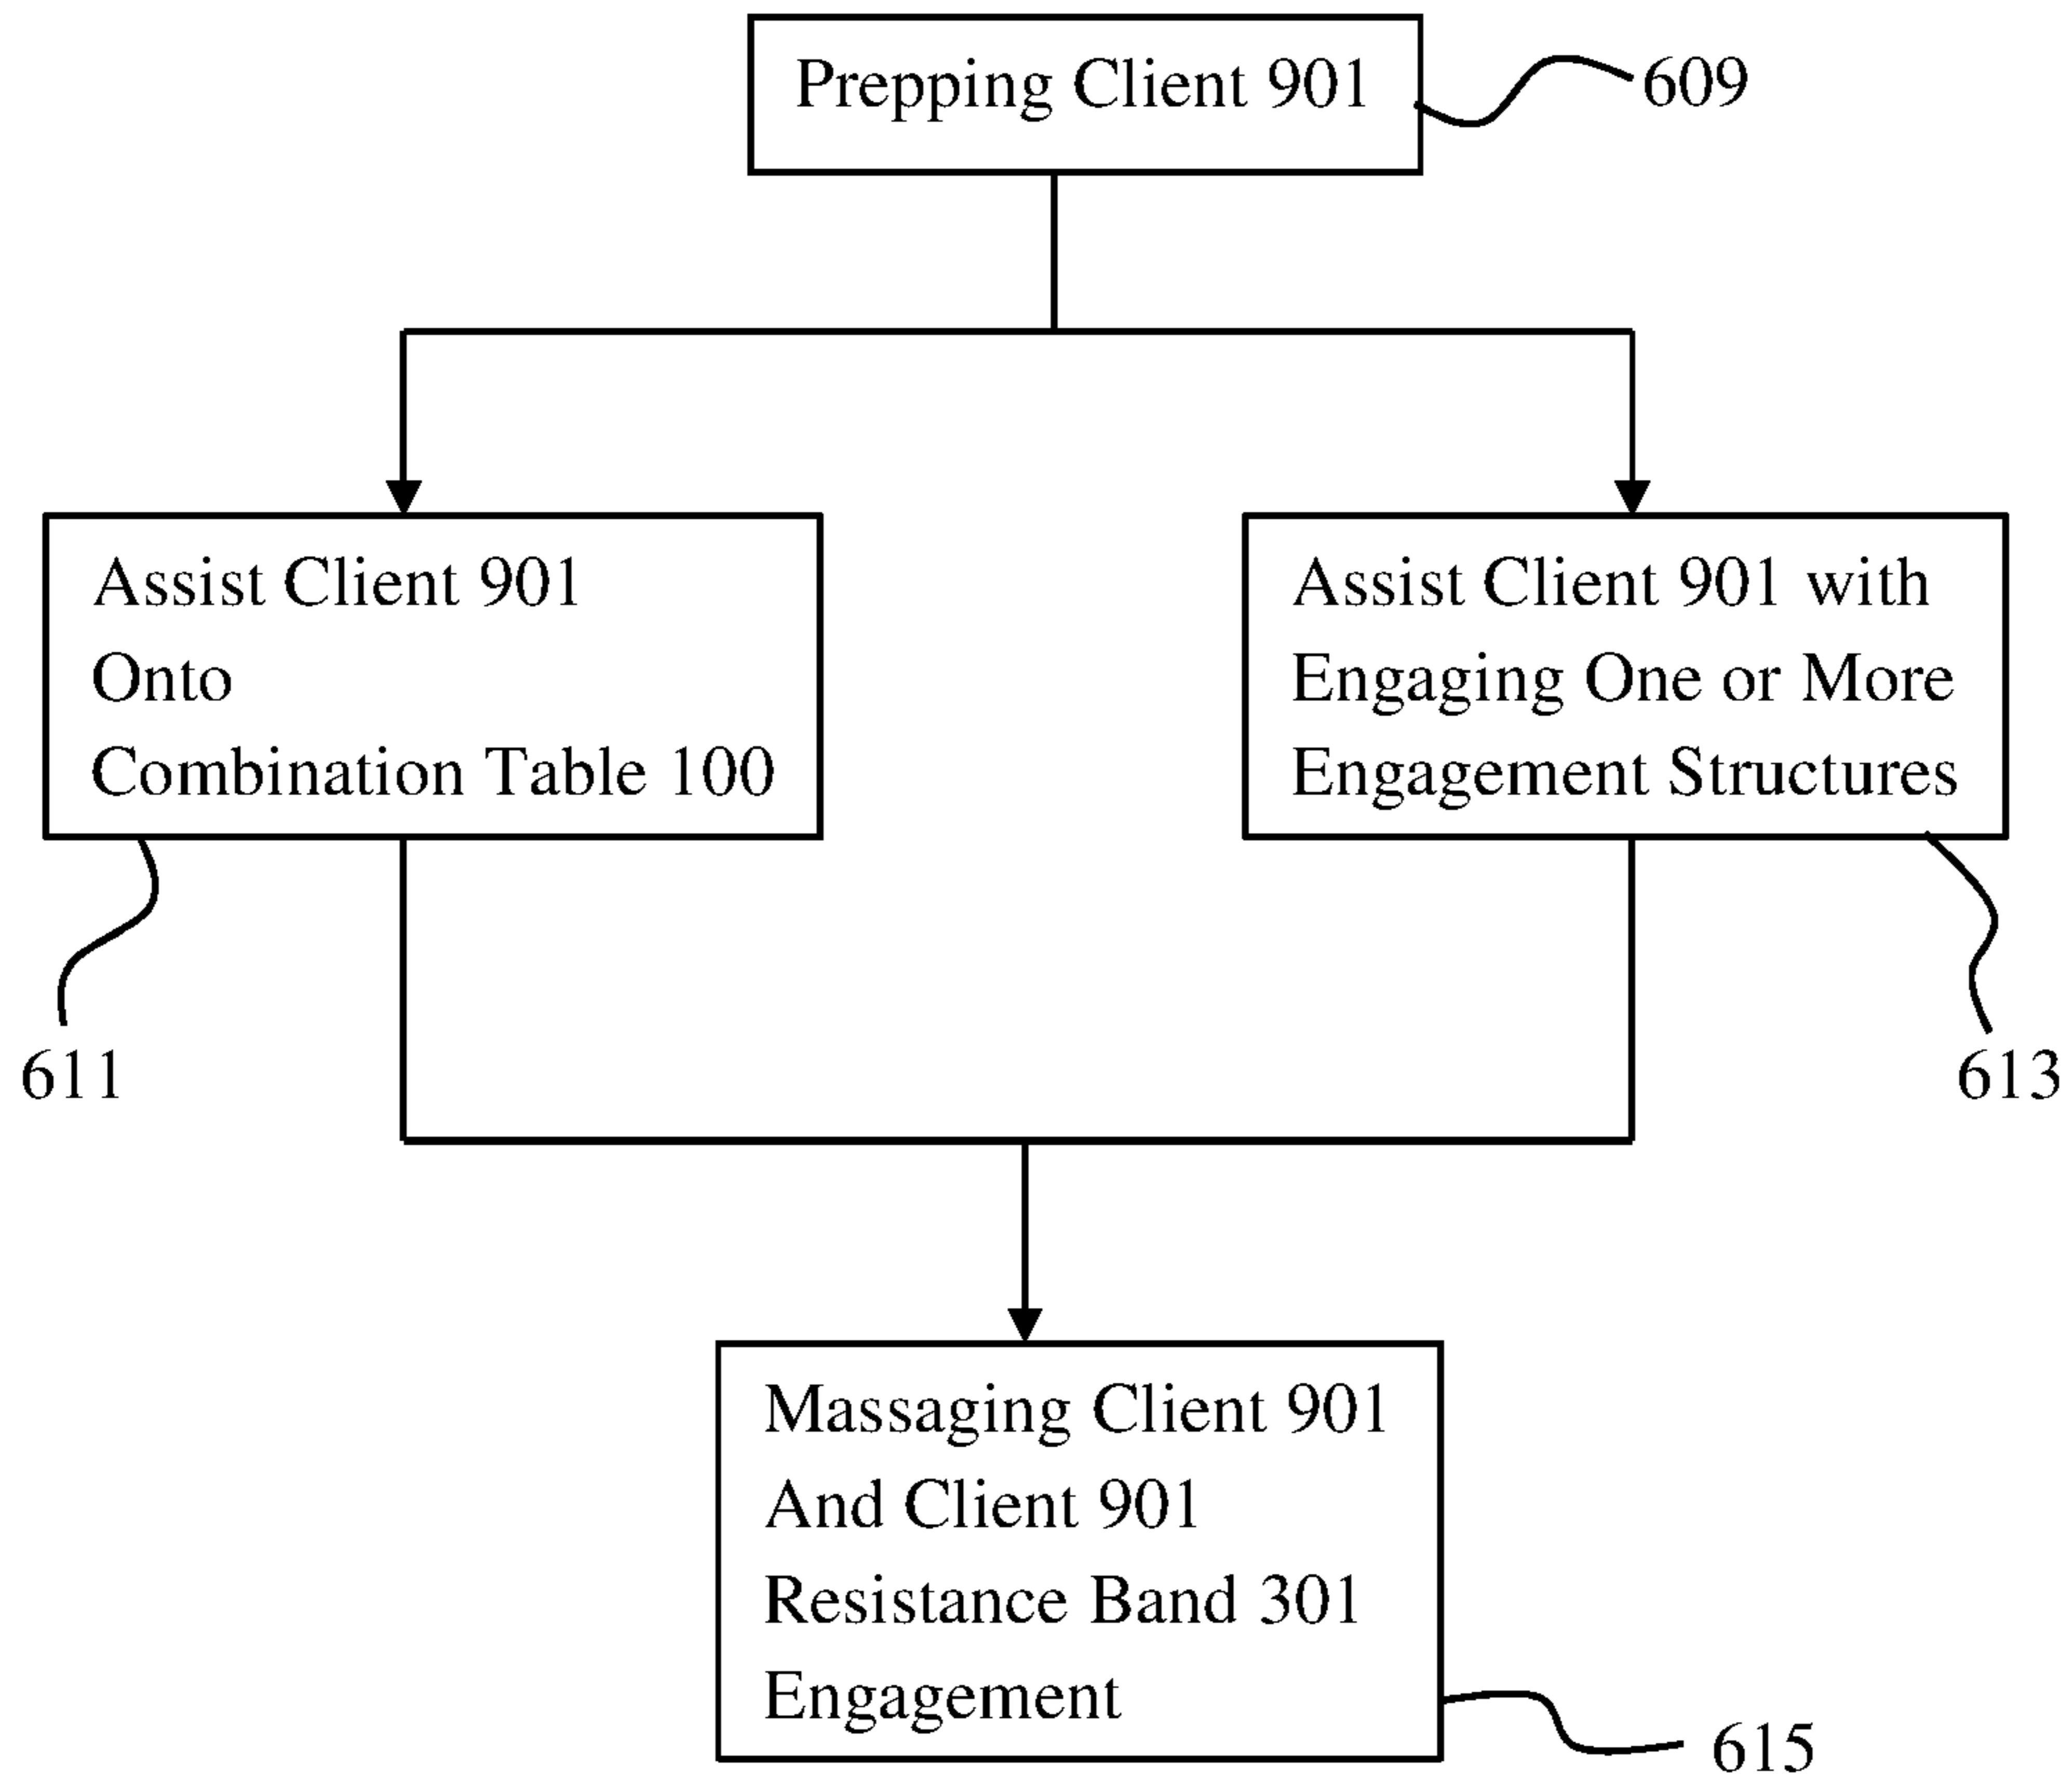 Prepping Client 901
609
Assist Client 901
Onto
Combination Table 100
Assist Client 901 with
Engaging One or More
Engagement Structures
611
613
Massaging Client 901
And Client 901
Resistance Band 301
Engagement
615